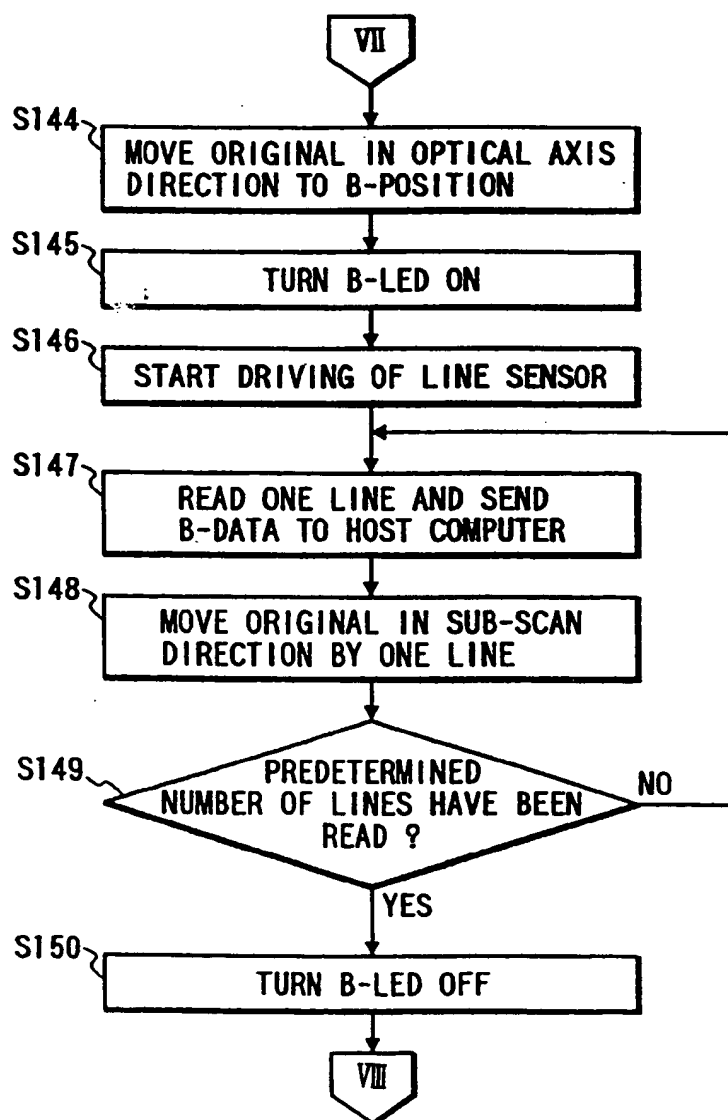 VII
S144
MOVE ORIGINAL IN OPTICAL AXIS
DIRECTION TO B-POSITION
S145
TURN B-LED ON
S146
START DRIVING OF LINE SENSOR
S147
READ ONE LINE AND SEND
B-DATA TO HOST COMPUTER
S148
MOVE ORIGINAL IN SUB-SCAN
DIRECTION BY ONE LINE
S149
PREDETERMINED
NUMBER OF LINES HAVE BEEN
READ ?
NO
YES
S150
TURN B-LED OFF
VIII